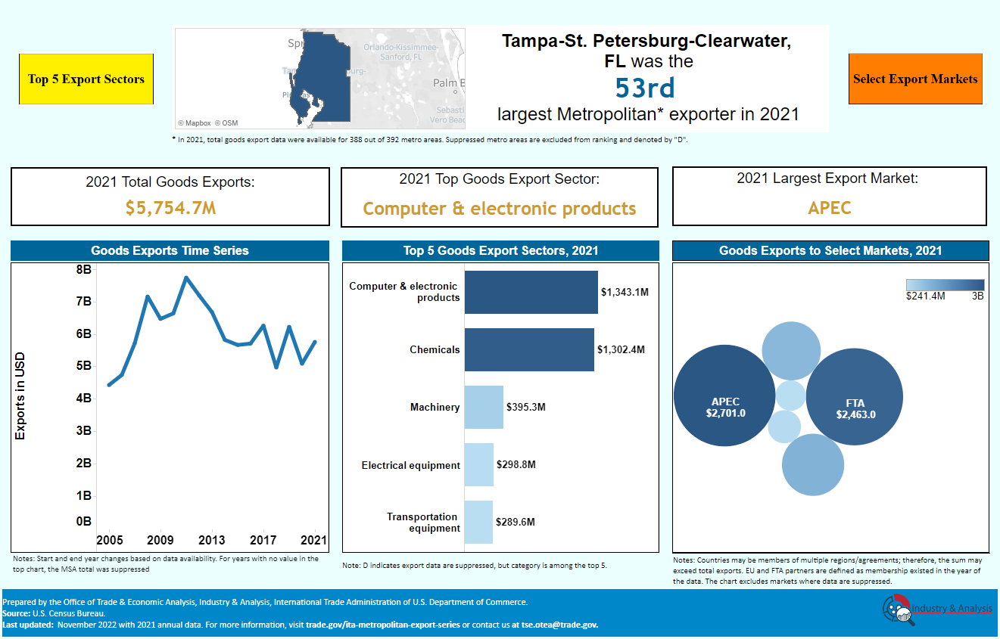 Top 5 Export Sectors
Orlando-Kissimmee-
Sanford, FL
Palm
Sebasti
Vero Beac
© Mapbox © OSM
Tampa-St. Petersburg-Clearwater,
FL was the
53rd
largest Metropolitan* exporter in 2021
Select Export Markets
* In 2021, total goods export data were available for 388 out of 392 metro areas. Suppressed metro areas are excluded from ranking and denoted by "D".
2021 Total Goods Exports:
$5,754.7M
2021 Top Goods Export Sector:
Computer & electronic products
2021 Largest Export Market:
APEC
Goods Exports Time Series
Exports in USD
8B
7B
6B
5B
4B
3B
2B
1B
0B
2005 2009 2013 2017 2021
Notes: Start and end year changes based on data availability. For years with no value in the
top chart, the MSA total was suppressed
Top 5 Goods Export Sectors, 2021
Computer & electronic
products
$1,343.1M
Chemicals
$1,302.4M
Machinery
$395.3M
Electrical equipment
$298.8M
Transportation
equipment
$289.6M
Note: D indicates export data are suppressed, but category is among the top 5.
Goods Exports to Select Markets, 2021
$241.4M 3B
APEC
$2,701.0
FTA
$2,463.0
Notes: Countries may be members of multiple regions/agreements; therefore, the sum may
exceed total exports. EU and FTA partners are defined as membership existed in the year of
the data. The chart excludes markets where data are suppressed.
Prepared by the Office of Trade & Economic Analysis, Industry & Analysis, International Trade Administration of U.S. Department of Commerce.
Source: U.S. Census Bureau.
Last updated: November 2022 with 2021 annual data. For more information, visit trade.gov/ita-metropolitan-export-series or contact us at tse.otea@trade.gov.
Industry & Analysis